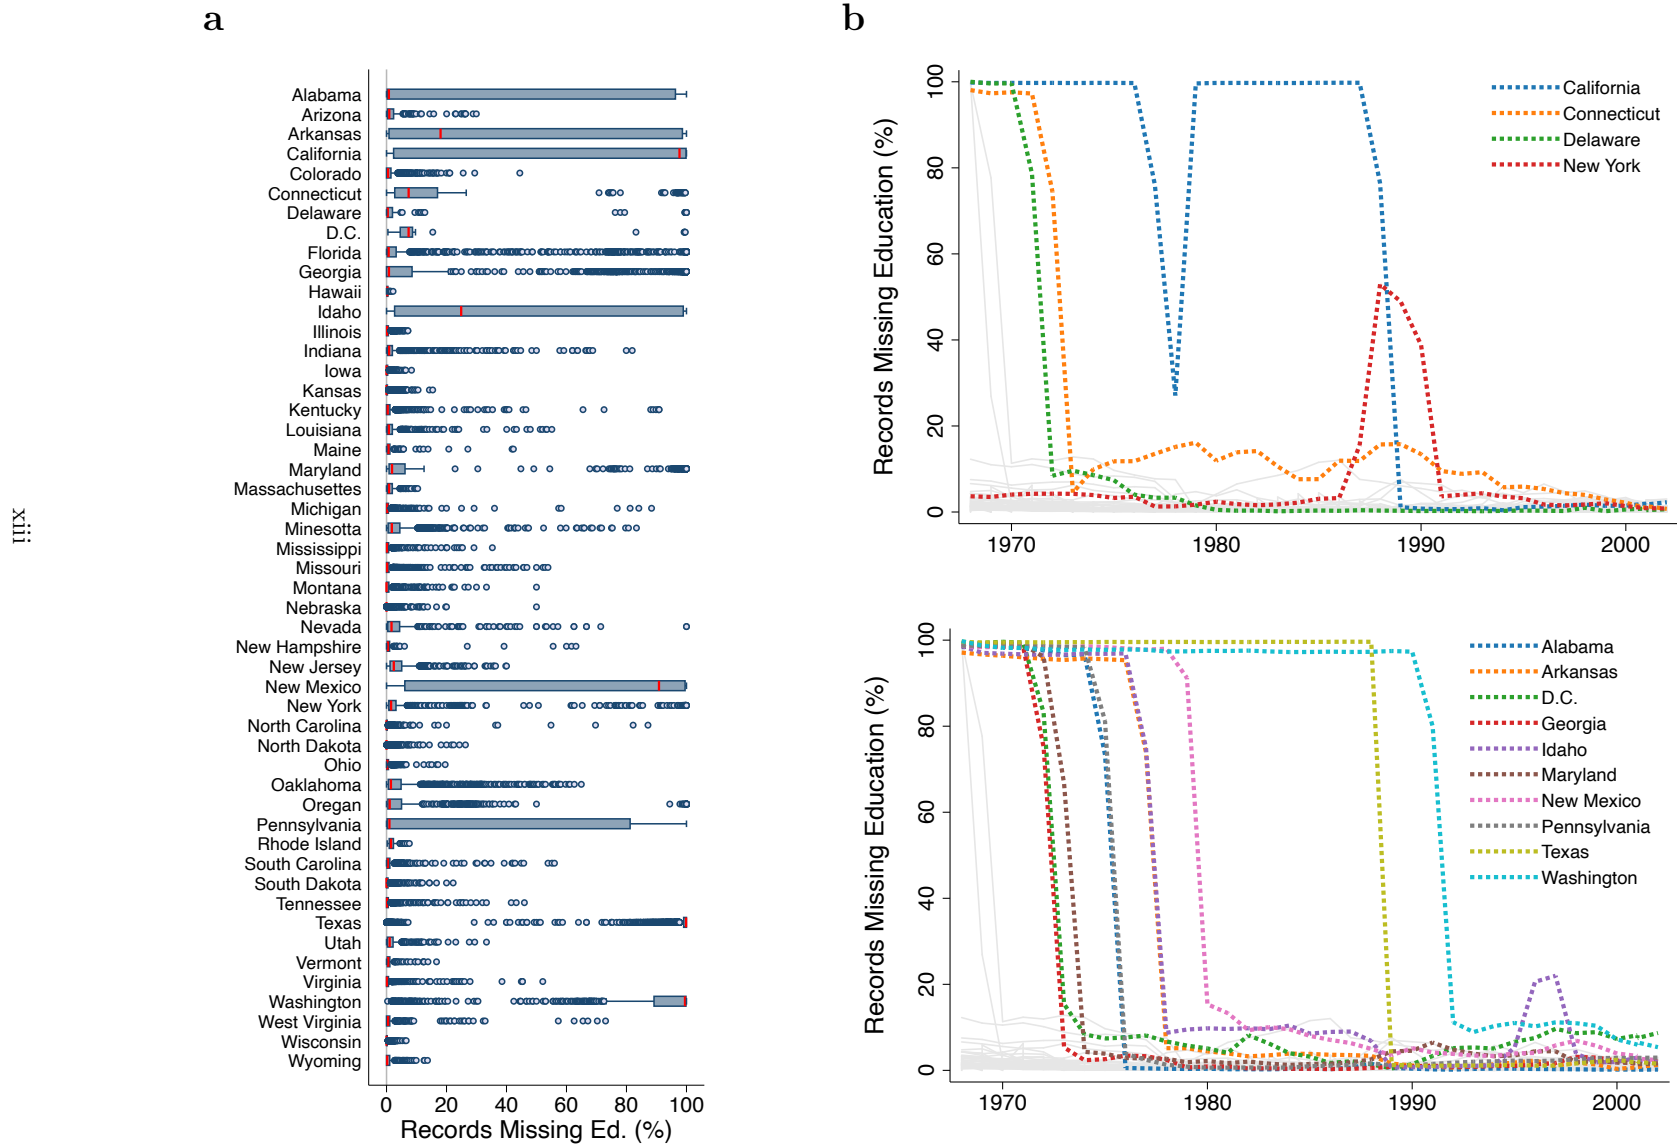 a
Alabama
Arizona
Arkansas
California
Colorado
Connecticut
Delaware
D.C.
Florida
Georgia
Hawaii
Idaho
Illinois
Indiana
Iowa
Kansas
Kentucky
Louisiana
Maine
Maryland
Massachusettes
Michigan
Minesotta
Mississippi
Missouri
Montana
Nebraska
Nevada
New Hampshire
New Jersey
New Mexico
New York
North Carolina
North Dakota
Ohio
Oaklahoma
Oregan
Pennsylvania
Rhode Island
South Carolina
South Dakota
Tennessee
Texas
Utah
Vermont
Virginia
Washington
West Virginia
Wisconsin
Wyoming
0 20 40 60 80 100
Records Missing Ed. (%)
b
Records Missing Education (%)
100
80
60
40
20
0
1970 1980 1990 2000
California
Connecticut
Delaware
New York
Records Missing Education (%)
100
80
60
40
20
0
1970 1980 1990 2000
Alabama
Arkansas
D.C.
Georgia
Idaho
Maryland
New Mexico
Pennsylvania
Texas
Washington
xiii